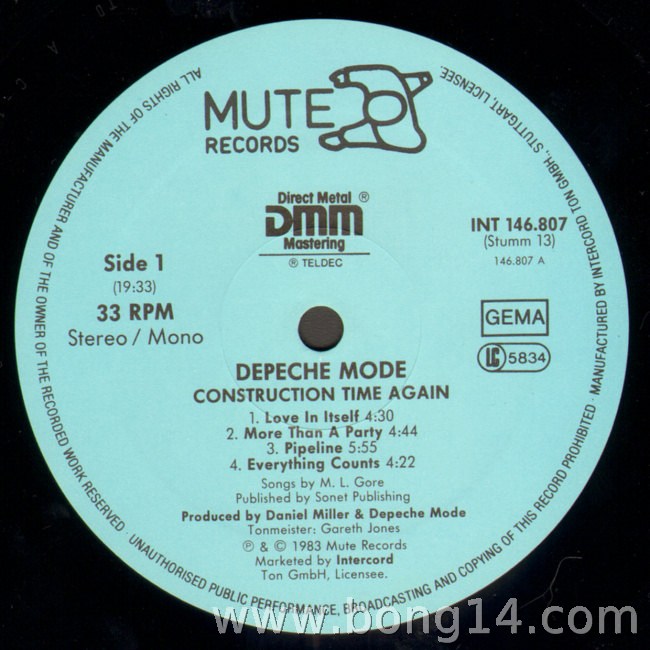 MUTE
RECORDS
Direct Metal ®
DMM
Mastering
® TELDEC
INT 146.807
(Stumm 13)
146.807 A
Side 1
(19:33)
33 RPM
Stereo / Mono
GEMA
LC 5834
DEPECHE MODE
CONSTRUCTION TIME AGAIN
1. Love In Itself 4:30
2. More Than A Party 4:44
3. Pipeline 5:55
4. Everything Counts 4:22
Songs by M. L. Gore
Published by Sonet Publishing
Produced by Daniel Miller & Depeche Mode
Tonmeister: Gareth Jones
℗ & © 1983 Mute Records
Marketed by Intercord
Ton GmbH, Licensee.
ALL RIGHTS OF THE MANUFACTURER AND OF THE OWNER OF THE RECORDED WORK RESERVED · UNAUTHORISED PUBLIC PERFORMANCE, BROADCASTING AND COPYING OF THIS RECORD PROHIBITED · MANUFACTURED BY INTERCORD TON GMBH., STUTTGART, LICENSEE.
www.bong14.com